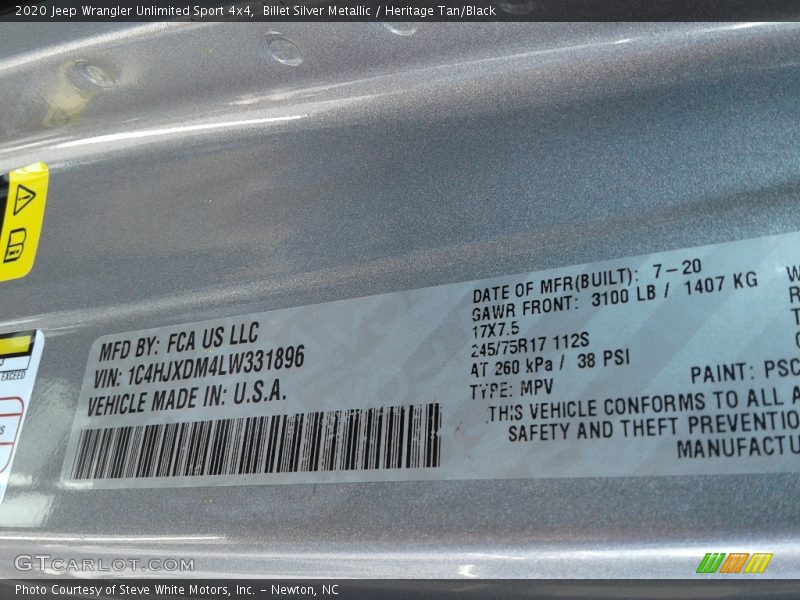 2020 Jeep Wrangler Unlimited Sport 4x4, Billet Silver Metallic / Heritage Tan/Black
MFD BY: FCA US LLC
VIN: 1C4HJXDM4LW331896
VEHICLE MADE IN: U.S.A.
DATE OF MFR(BUILT): 7-20
GAWR FRONT: 3100 LB / 1407 KG
17X7.5
245/75R17 112S
AT 260 kPa / 38 PSI
TYPE: MPV
PAINT: PSC
THIS VEHICLE CONFORMS TO ALL A
SAFETY AND THEFT PREVENTIO
MANUFACTU
EXCEED
GTCARLOT.COM
Photo Courtesy of Steve White Motors, Inc. - Newton, NC